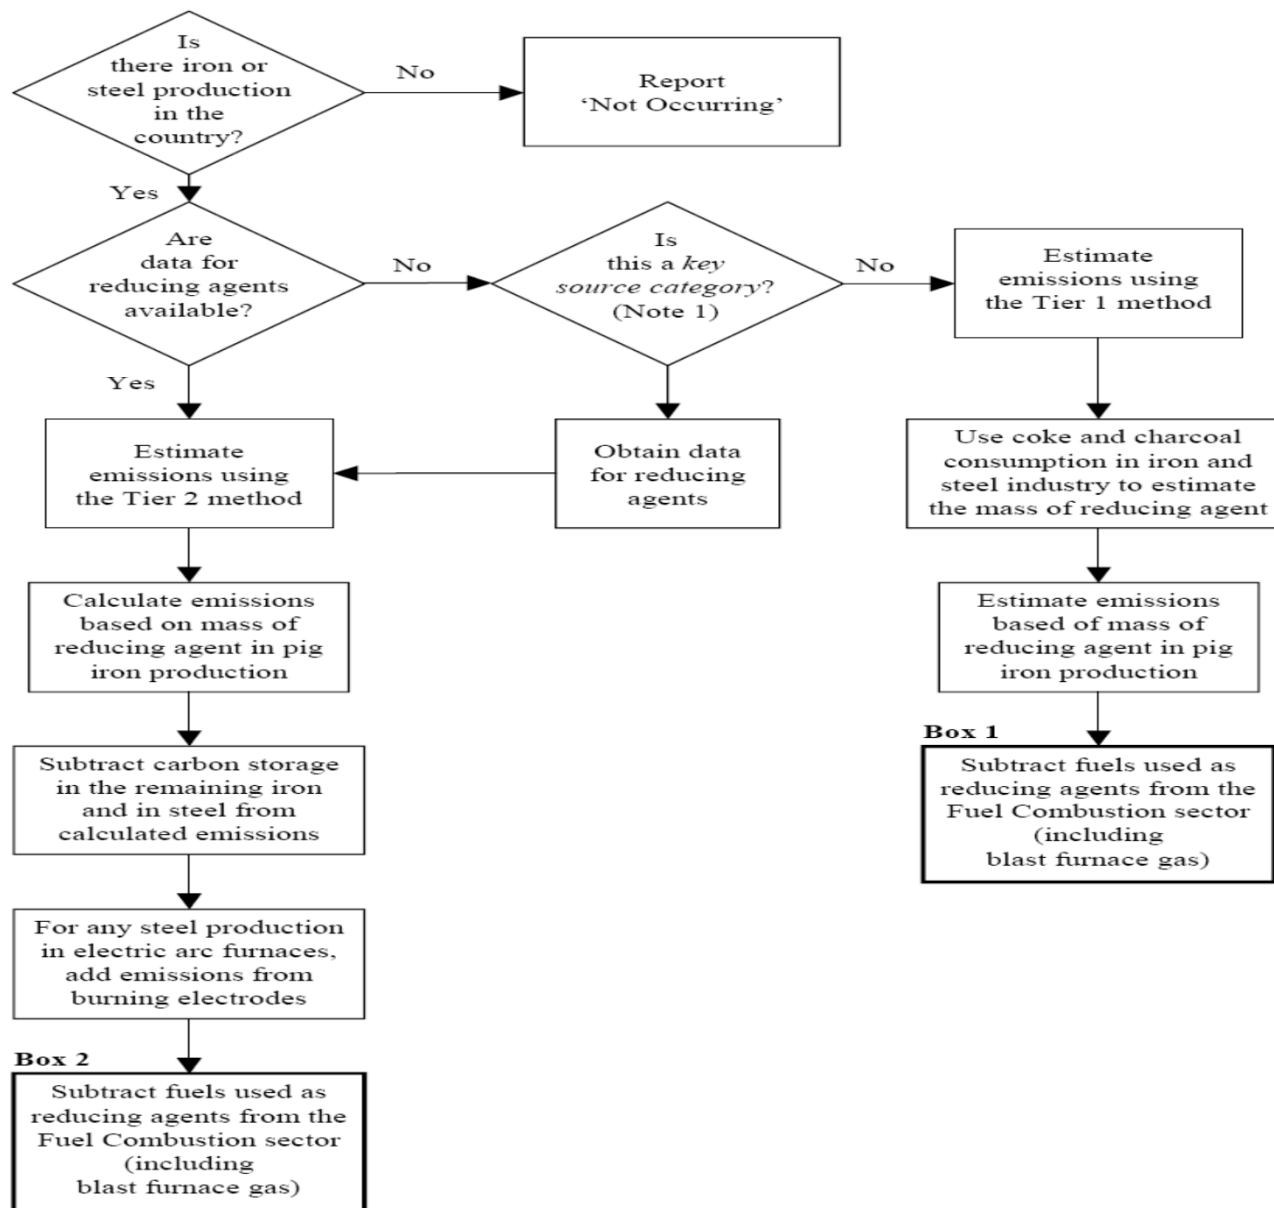 Is
there iron or
steel production
in the
country?
No
Report
‘Not Occurring’
Yes
Are
data for
reducing agents
available?
No
Is
this a key
source category?
(Note 1)
No
Estimate
emissions using
the Tier 1 method
Yes
Estimate
emissions using
the Tier 2 method
Obtain data
for reducing
agents
Use coke and charcoal
consumption in iron and
steel industry to estimate
the mass of reducing agent
Calculate emissions
based on mass of
reducing agent in pig
iron production
Estimate emissions
based of mass of
reducing agent in pig
iron production
Box 1
Subtract carbon storage
in the remaining iron
and in steel from
calculated emissions
Subtract fuels used as
reducing agents from the
Fuel Combustion sector
(including
blast furnace gas)
For any steel production
in electric arc furnaces,
add emissions from
burning electrodes
Box 2
Subtract fuels used as
reducing agents from the
Fuel Combustion sector
(including
blast furnace gas)